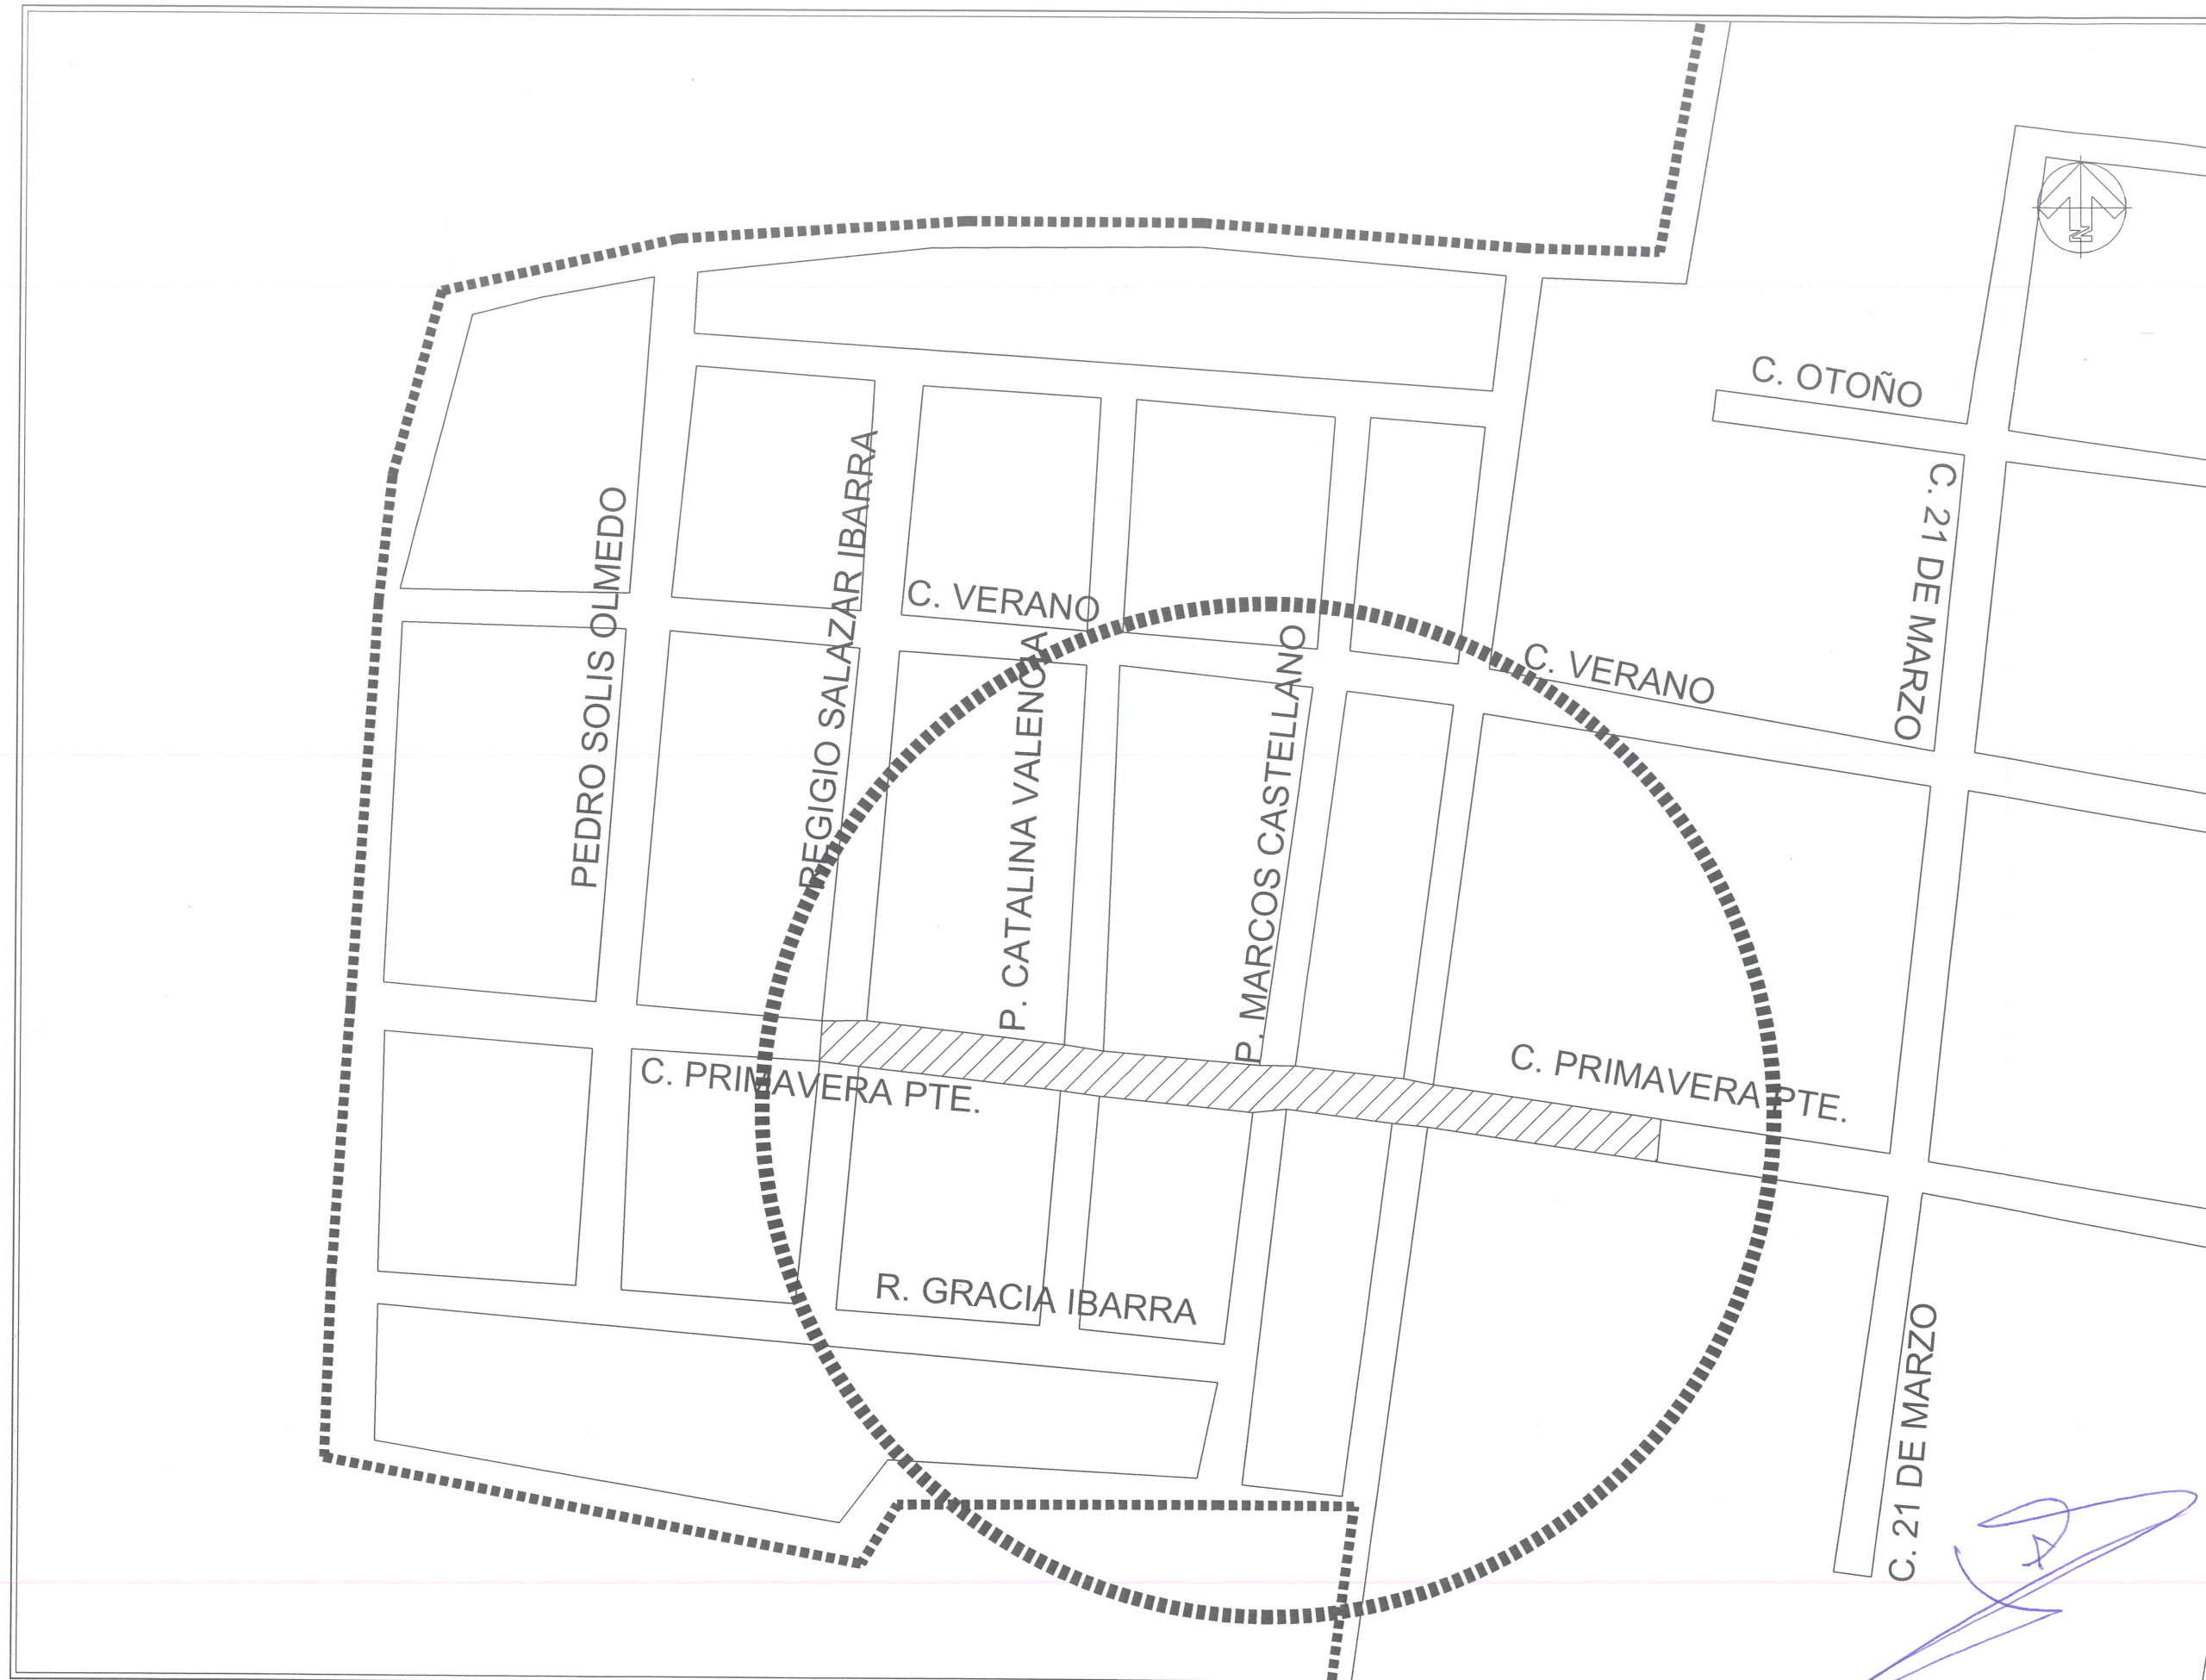 N
C. OTOÑO
C. 21 DE MARZO
PEDRO SOLIS OLMEDO
REGIGIO SALAZAR IBARRA
C. VERANO
P. CATALINA VALENCIA
P. MARCOS CASTELLANO
C. VERANO
C. PRIMAVERA PTE.
C. PRIMAVERA PTE.
R. GRACIA IBARRA
C. 21 DE MARZO